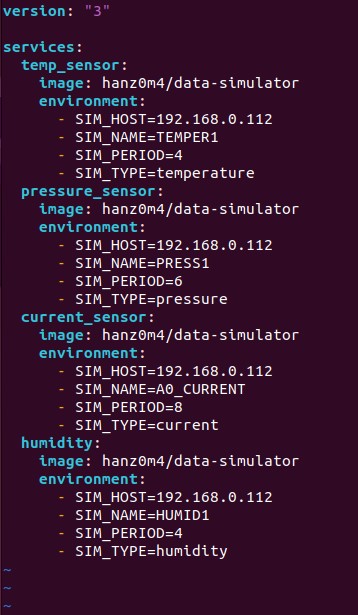 version: "3"

services:
  temp_sensor:
    image: hanz0m4/data-simulator
    environment:
      - SIM_HOST=192.168.0.112
      - SIM_NAME=TEMPER1
      - SIM_PERIOD=4
      - SIM_TYPE=temperature
  pressure_sensor:
    image: hanz0m4/data-simulator
    environment:
      - SIM_HOST=192.168.0.112
      - SIM_NAME=PRESS1
      - SIM_PERIOD=6
      - SIM_TYPE=pressure
  current_sensor:
    image: hanz0m4/data-simulator
    environment:
      - SIM_HOST=192.168.0.112
      - SIM_NAME=A0_CURRENT
      - SIM_PERIOD=8
      - SIM_TYPE=current
  humidity:
    image: hanz0m4/data-simulator
    environment:
      - SIM_HOST=192.168.0.112
      - SIM_NAME=HUMID1
      - SIM_PERIOD=4
      - SIM_TYPE=humidity
~
~
~